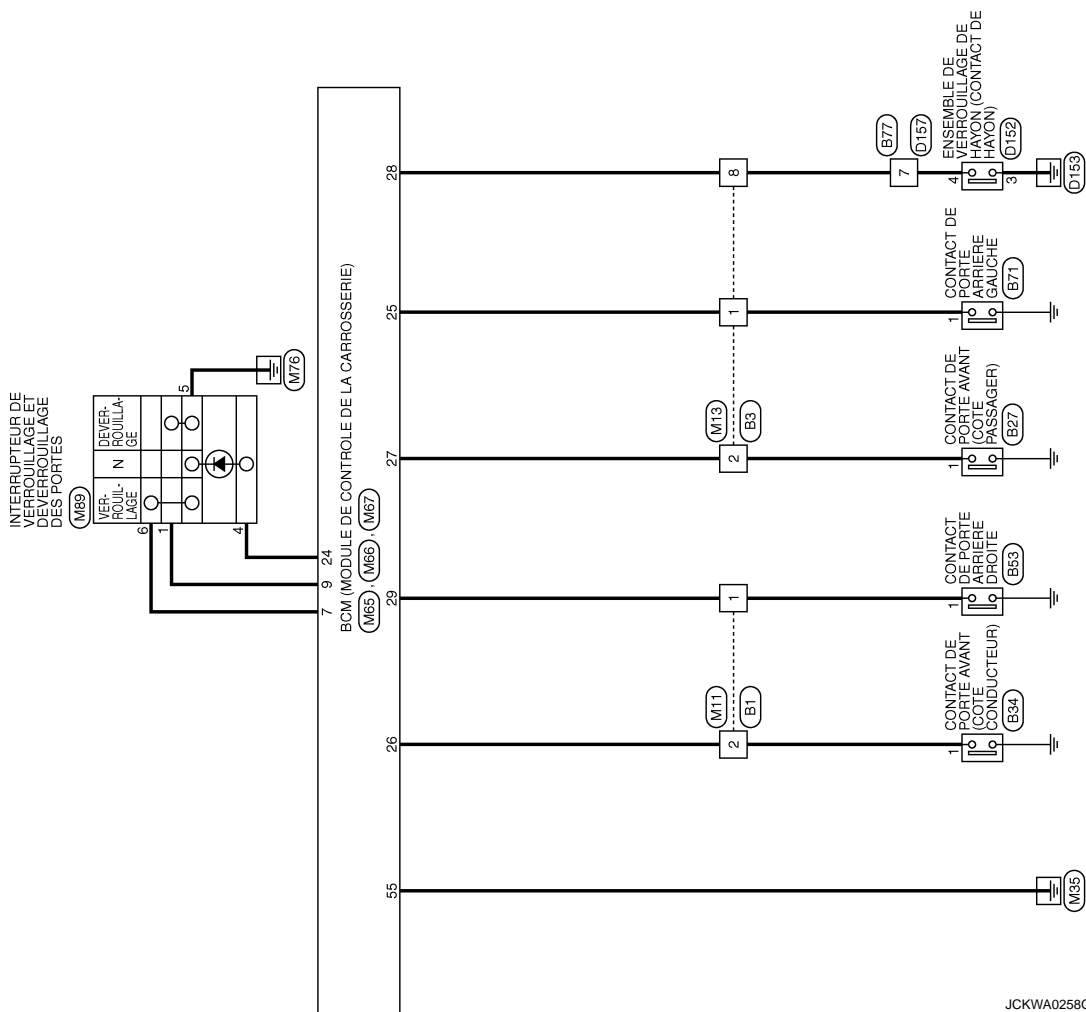 INTERRUPTEUR DE
VERROUILLAGE ET
DEVERROUILLAGE
DES PORTES
M89
VER-
ROUIL-
LAGE
N
DEVER-
ROUILLA-
GE
6
1
4
5
M76
7
9
24
BCM (MODULE DE CONTROLE DE LA CARROSSERIE)
M65 , M66 , M67
55
26
29
27
25
28
M11
B1
2
1
M13
B3
2
1
8
B77
D157
7
M35
CONTACT DE
PORTE AVANT
(COTE
CONDUCTEUR)
B34
1
CONTACT
DE PORTE
ARRIERE
DROITE
B53
1
CONTACT DE
PORTE AVANT
(COTE
PASSAGER)
B27
1
CONTACT DE
PORTE
ARRIERE
GAUCHE
B71
1
ENSEMBLE DE
VERROUILLAGE DE
HAYON (CONTACT DE
HAYON)
D152
4
3
D153
JCKWA0258G